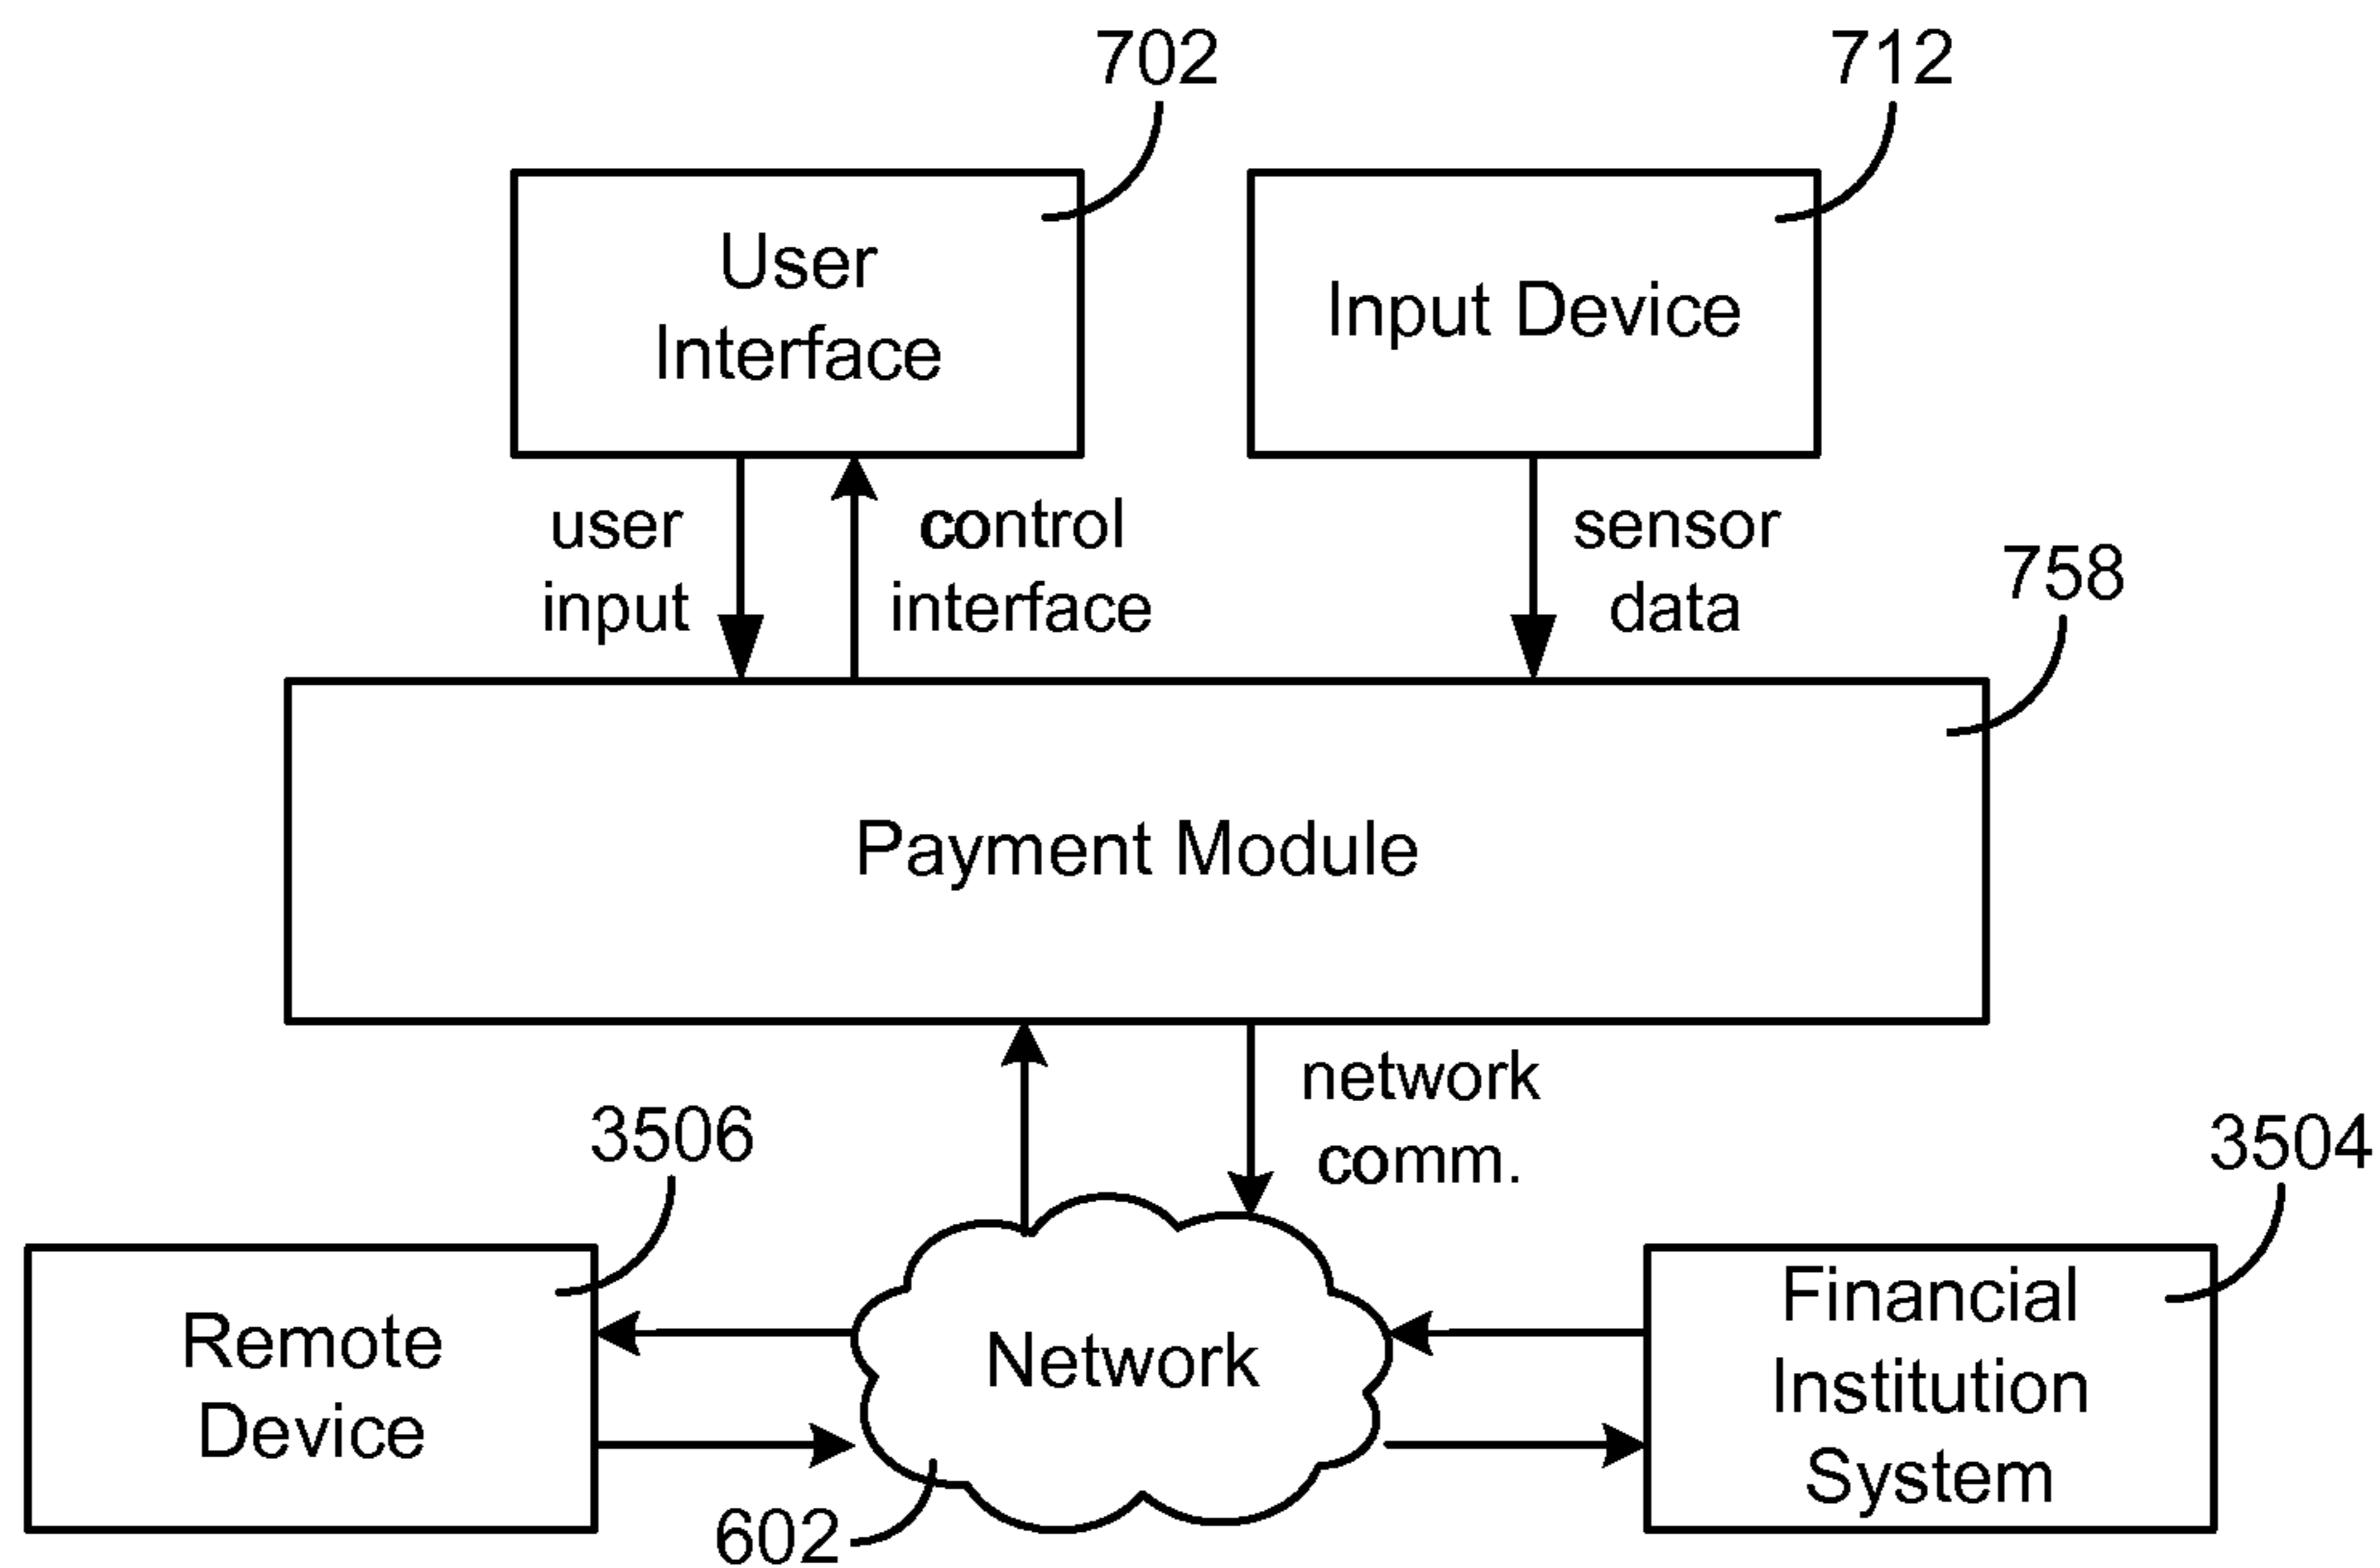 702
712
User
Interface
Input Device
user
input
control
interface
sensor
data
758
Payment Module
network
comm.
3506
3504
Remote
Device
Network
Financial
Institution
System
602